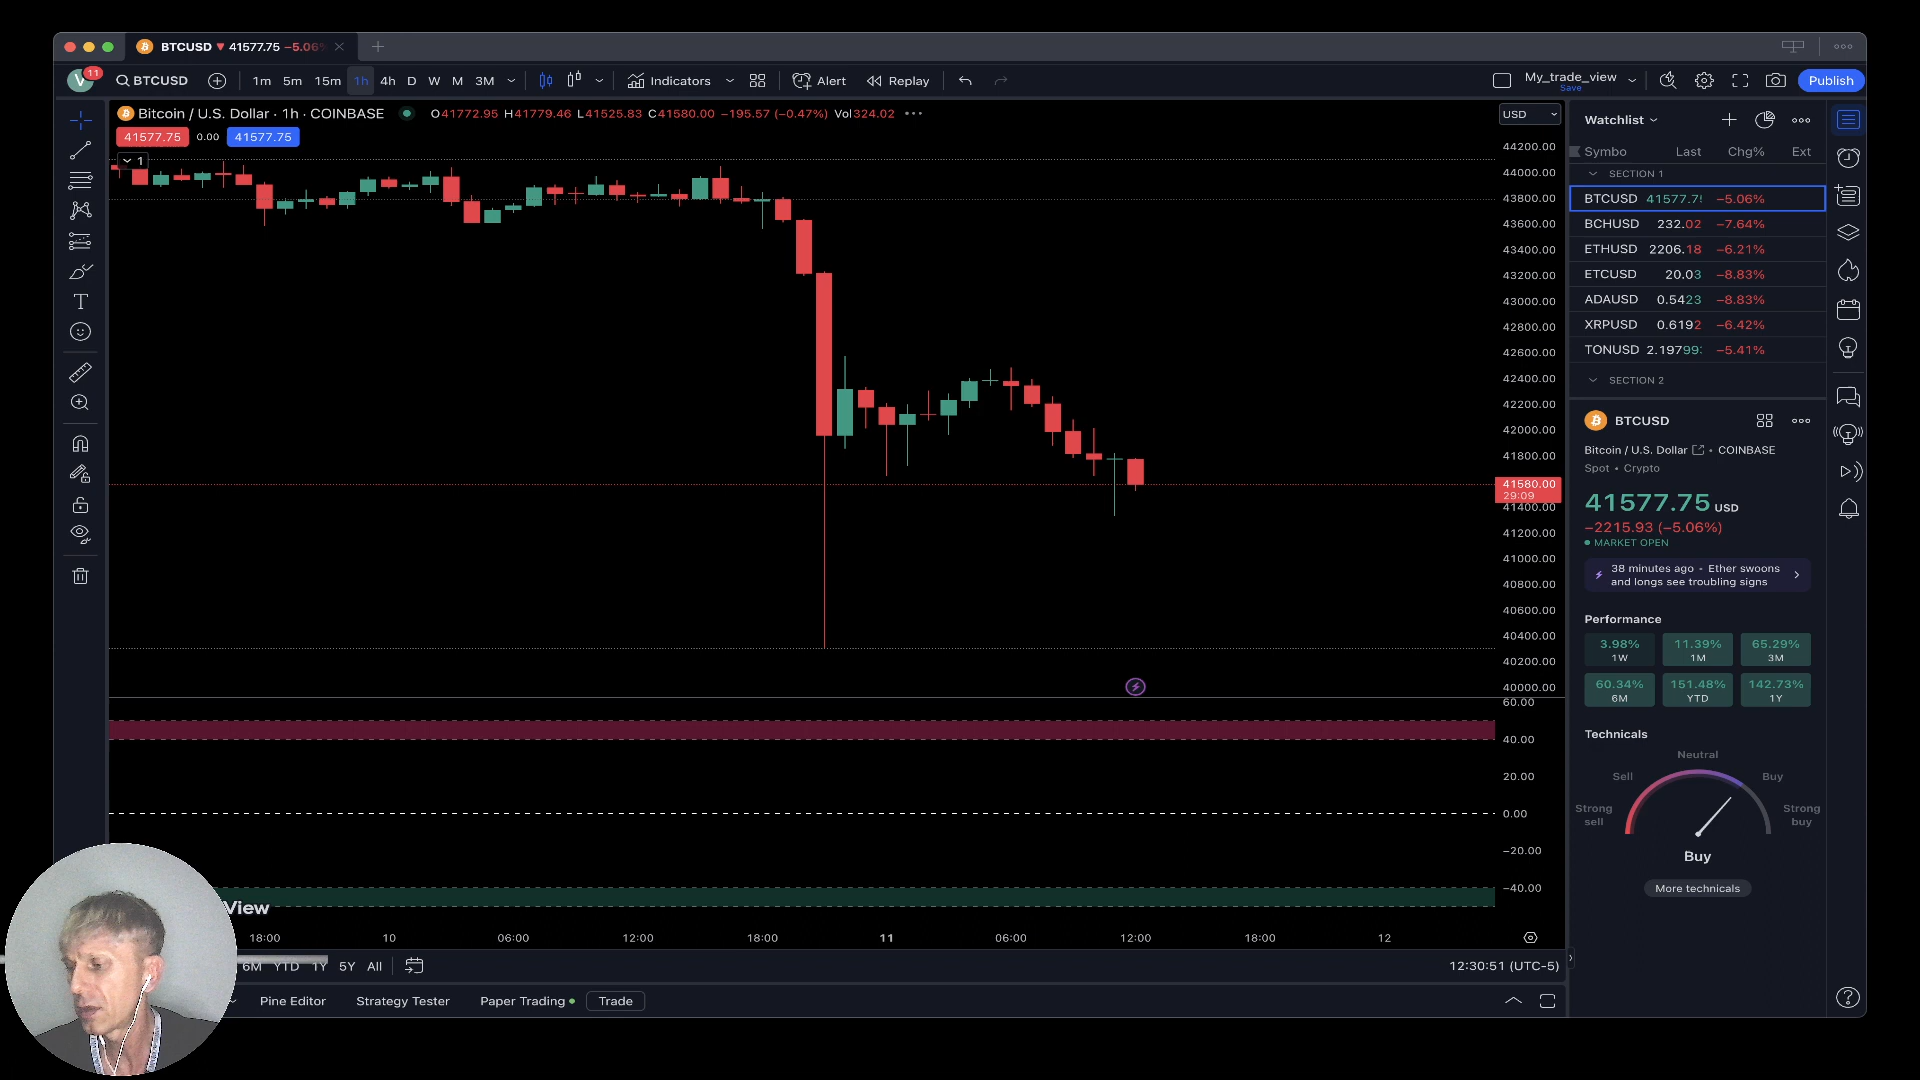 BTCUSD ▼ 41577.75 −5.06%
V 11 BTCUSD 1m 5m 15m 1h 4h D W M 3M Indicators Alert Replay My_trade_view Save Publish
Bitcoin / U.S. Dollar · 1h · COINBASE O41772.95 H41779.46 L41525.83 C41580.00 −195.57 (−0.47%) Vol324.02
41577.75 0.00 41577.75
1
USD
44200.00
44000.00
43800.00
43600.00
43400.00
43200.00
43000.00
42800.00
42600.00
42400.00
42200.00
42000.00
41800.00
41580.00
29:09
41400.00
41200.00
41000.00
40800.00
40600.00
40400.00
40200.00
40000.00
60.00
40.00
20.00
0.00
−20.00
−40.00
View
18:00 10 06:00 12:00 18:00 11 06:00 12:00 18:00 12
6M YTD 1Y 5Y All 12:30:51 (UTC-5)
Pine Editor Strategy Tester Paper Trading Trade
Watchlist
Symbo Last Chg% Ext
SECTION 1
BTCUSD 41577.7 −5.06%
BCHUSD 232.02 −7.64%
ETHUSD 2206.18 −6.21%
ETCUSD 20.03 −8.83%
ADAUSD 0.5423 −8.83%
XRPUSD 0.6192 −6.42%
TONUSD 2.19799 −5.41%
SECTION 2
BTCUSD
Bitcoin / U.S. Dollar • COINBASE
Spot • Crypto
41577.75 USD
−2215.93 (−5.06%)
MARKET OPEN
38 minutes ago - Ether swoons
and longs see troubling signs
Performance
3.98% 11.39% 65.29%
1W 1M 3M
60.34% 151.48% 142.73%
6M YTD 1Y
Technicals
Neutral
Sell Buy
Strong sell Strong buy
Buy
More technicals